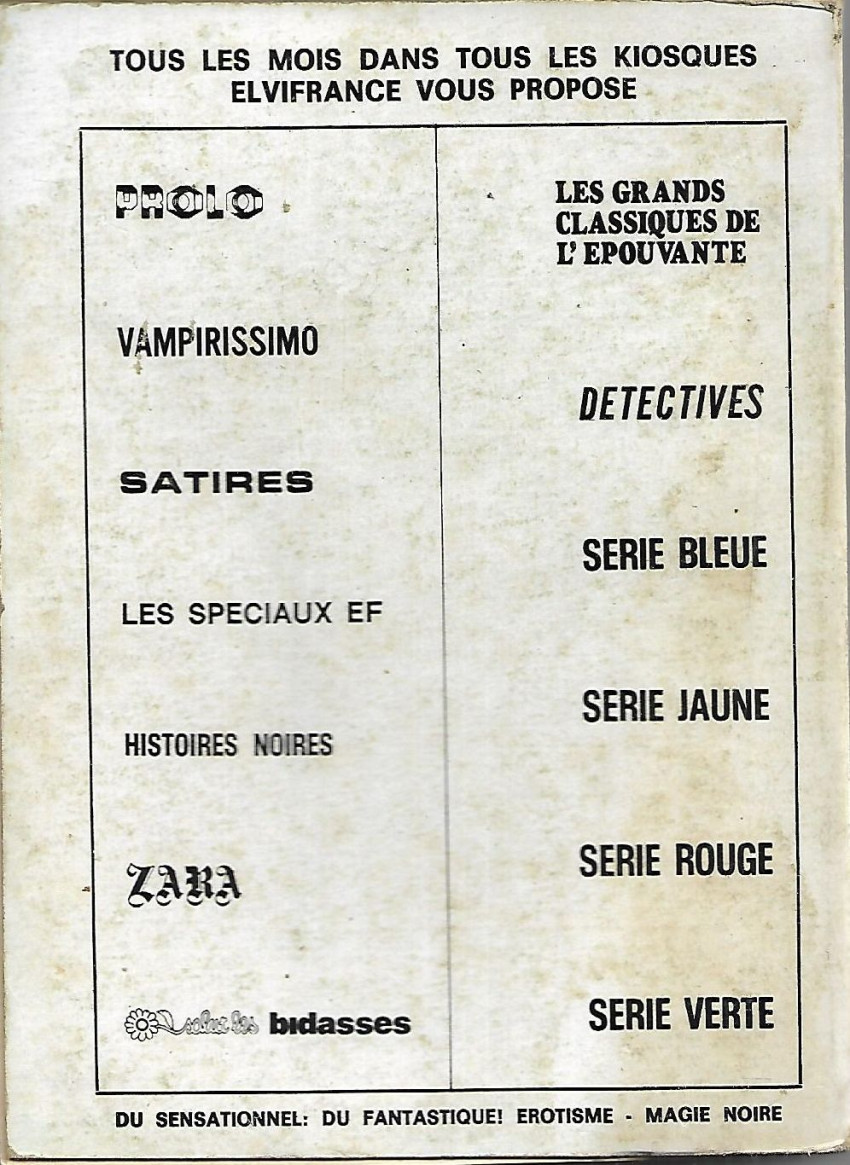 TOUS LES MOIS DANS TOUS LES KIOSQUES
ELVIFRANCE VOUS PROPOSE
PROLO
VAMPIRISSIMO
SATIRES
LES SPECIAUX EF
HISTOIRES NOIRES
ZARA
salut les bidasses
LES GRANDS
CLASSIQUES DE
L' EPOUVANTE
DETECTIVES
SERIE BLEUE
SERIE JAUNE
SERIE ROUGE
SERIE VERTE
DU SENSATIONNEL: DU FANTASTIQUE! EROTISME - MAGIE NOIRE